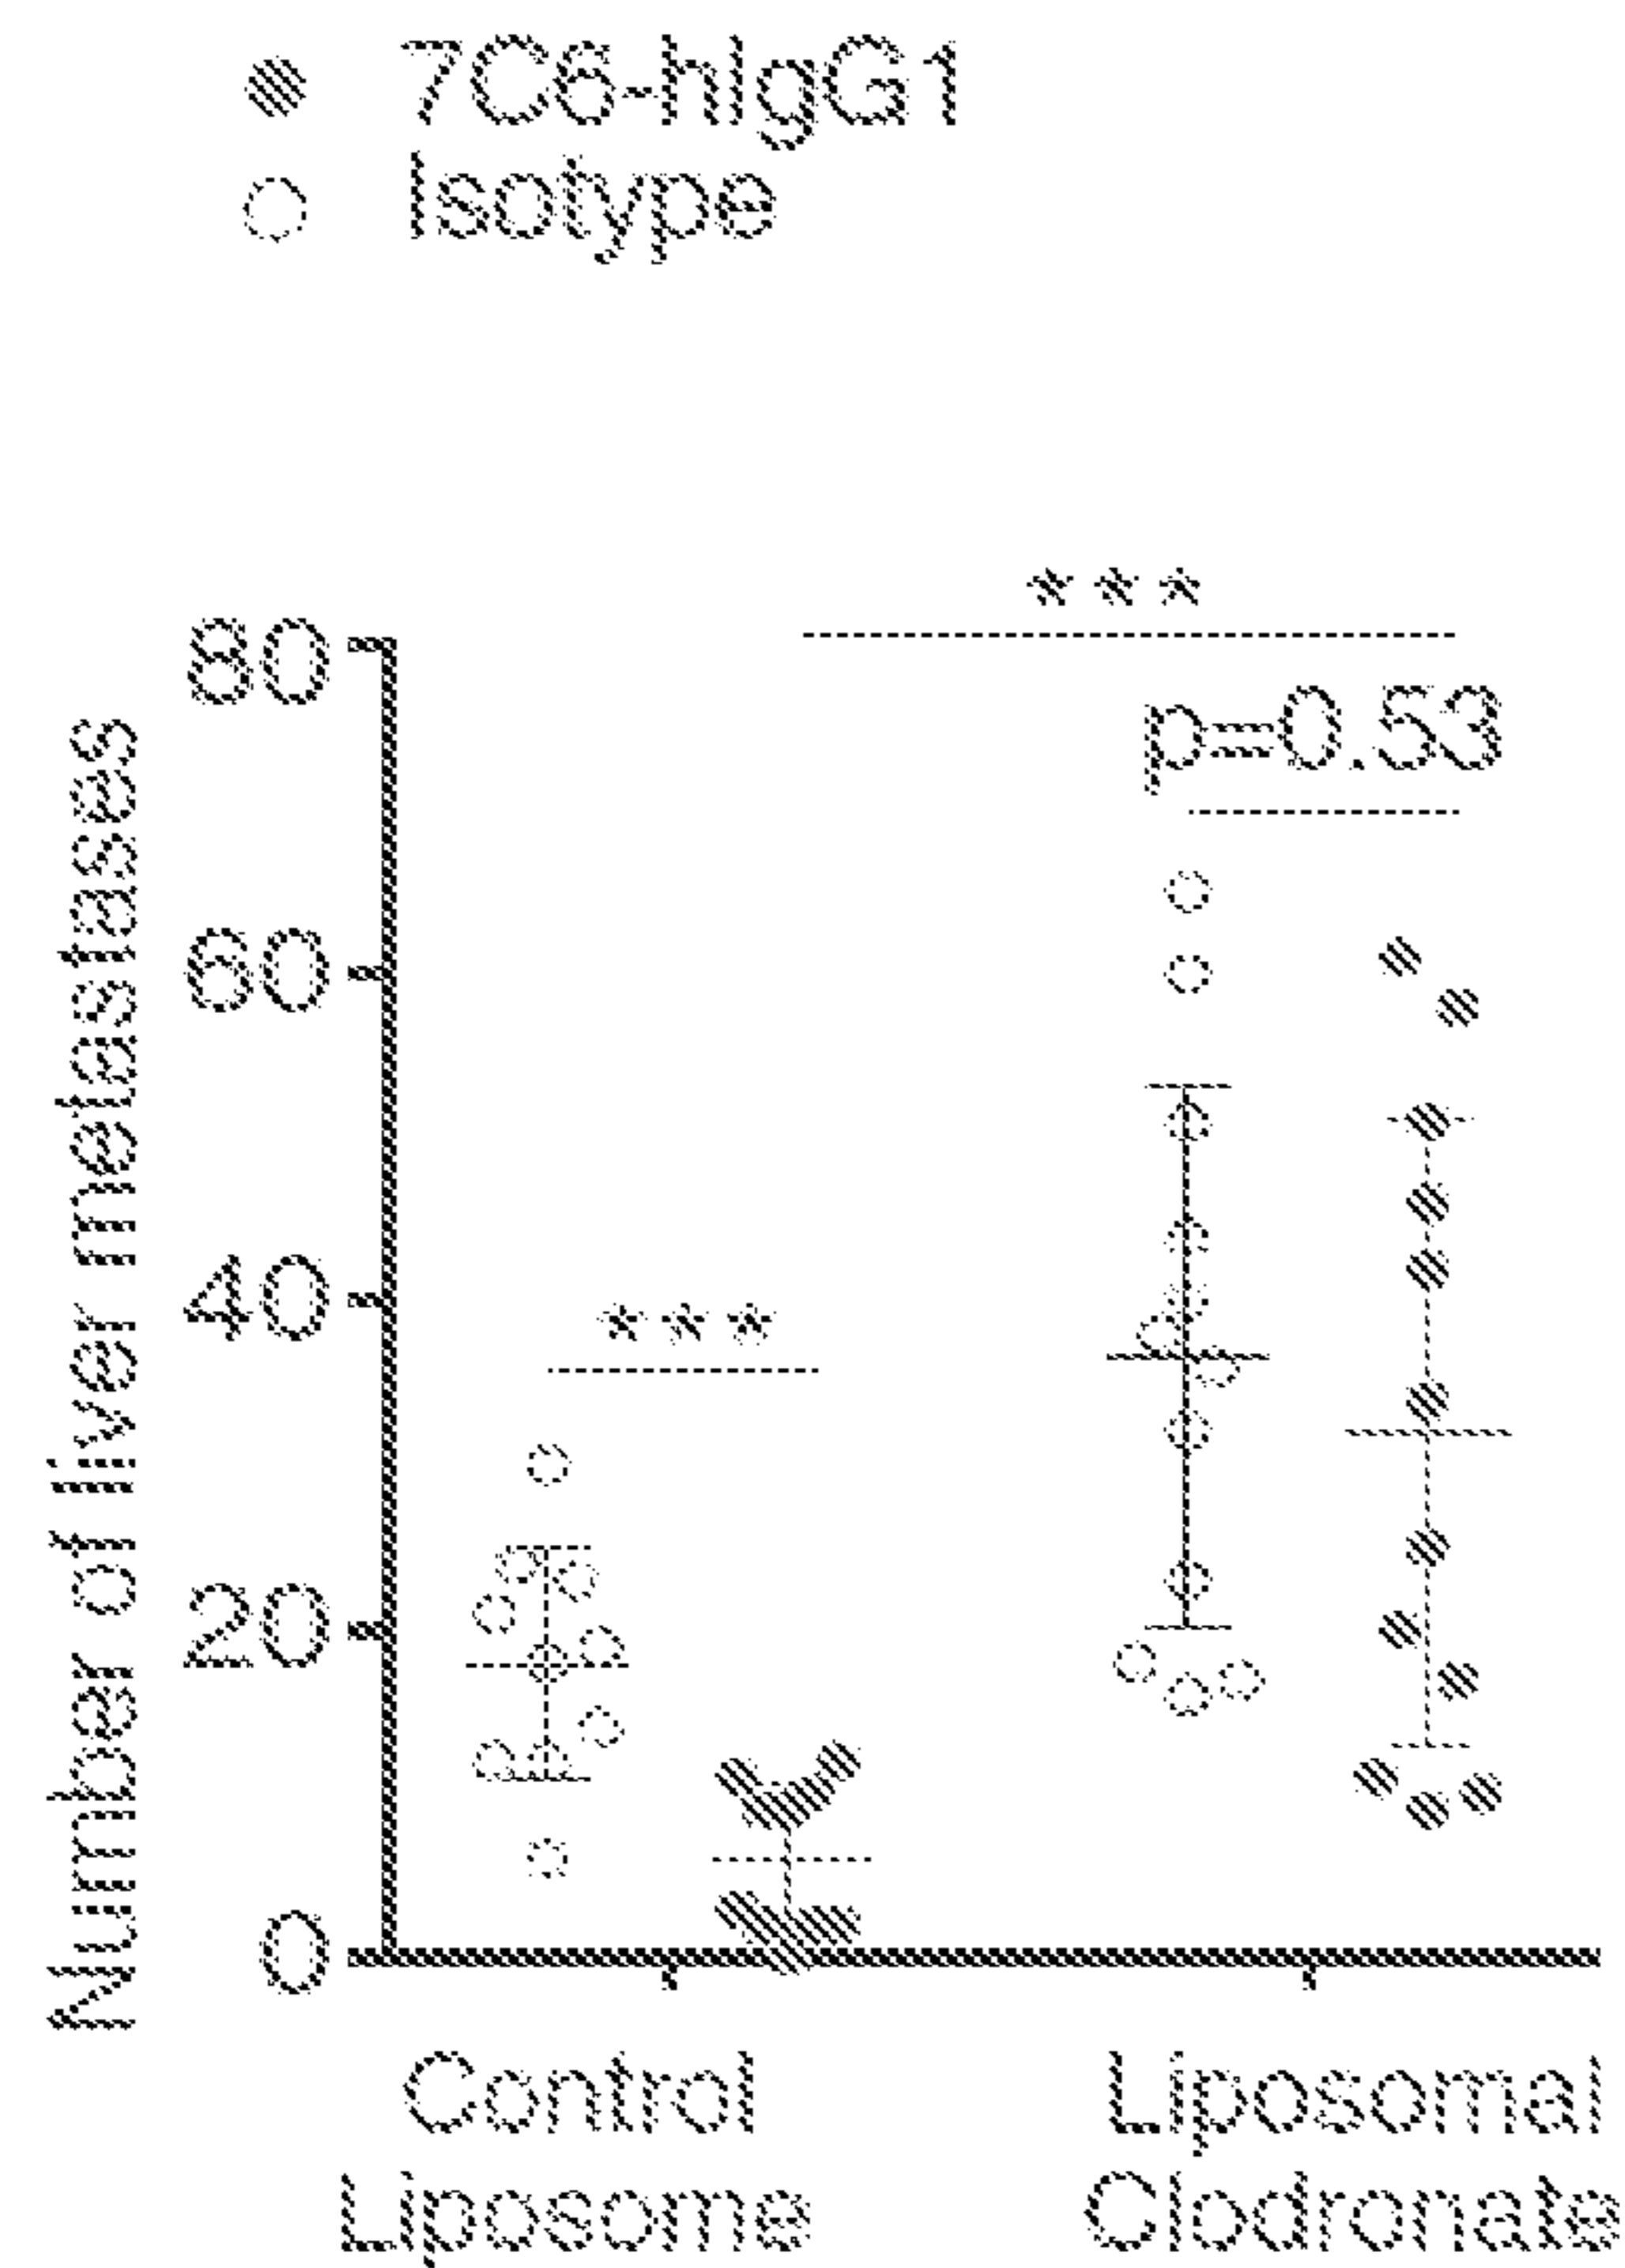 7C6-hIgG1
Isotype
***
80
p=0.53
60
40
***
20
0
Number of liver metastases
Control
Liposome
Liposomal
Clodronate